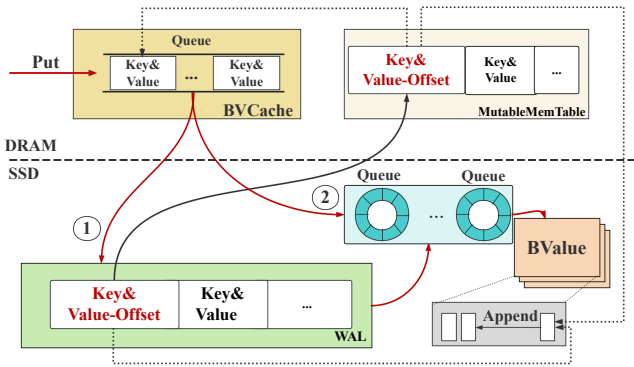 Queue
Put
Key&
Value
...
Key&
Value
BVCache
Key&
Value-Offset
Key&
Value
...
MutableMemTable
DRAM
SSD
Queue
Queue
...
1
2
BValue
Key&
Value-Offset
Key&
Value
...
WAL
Append